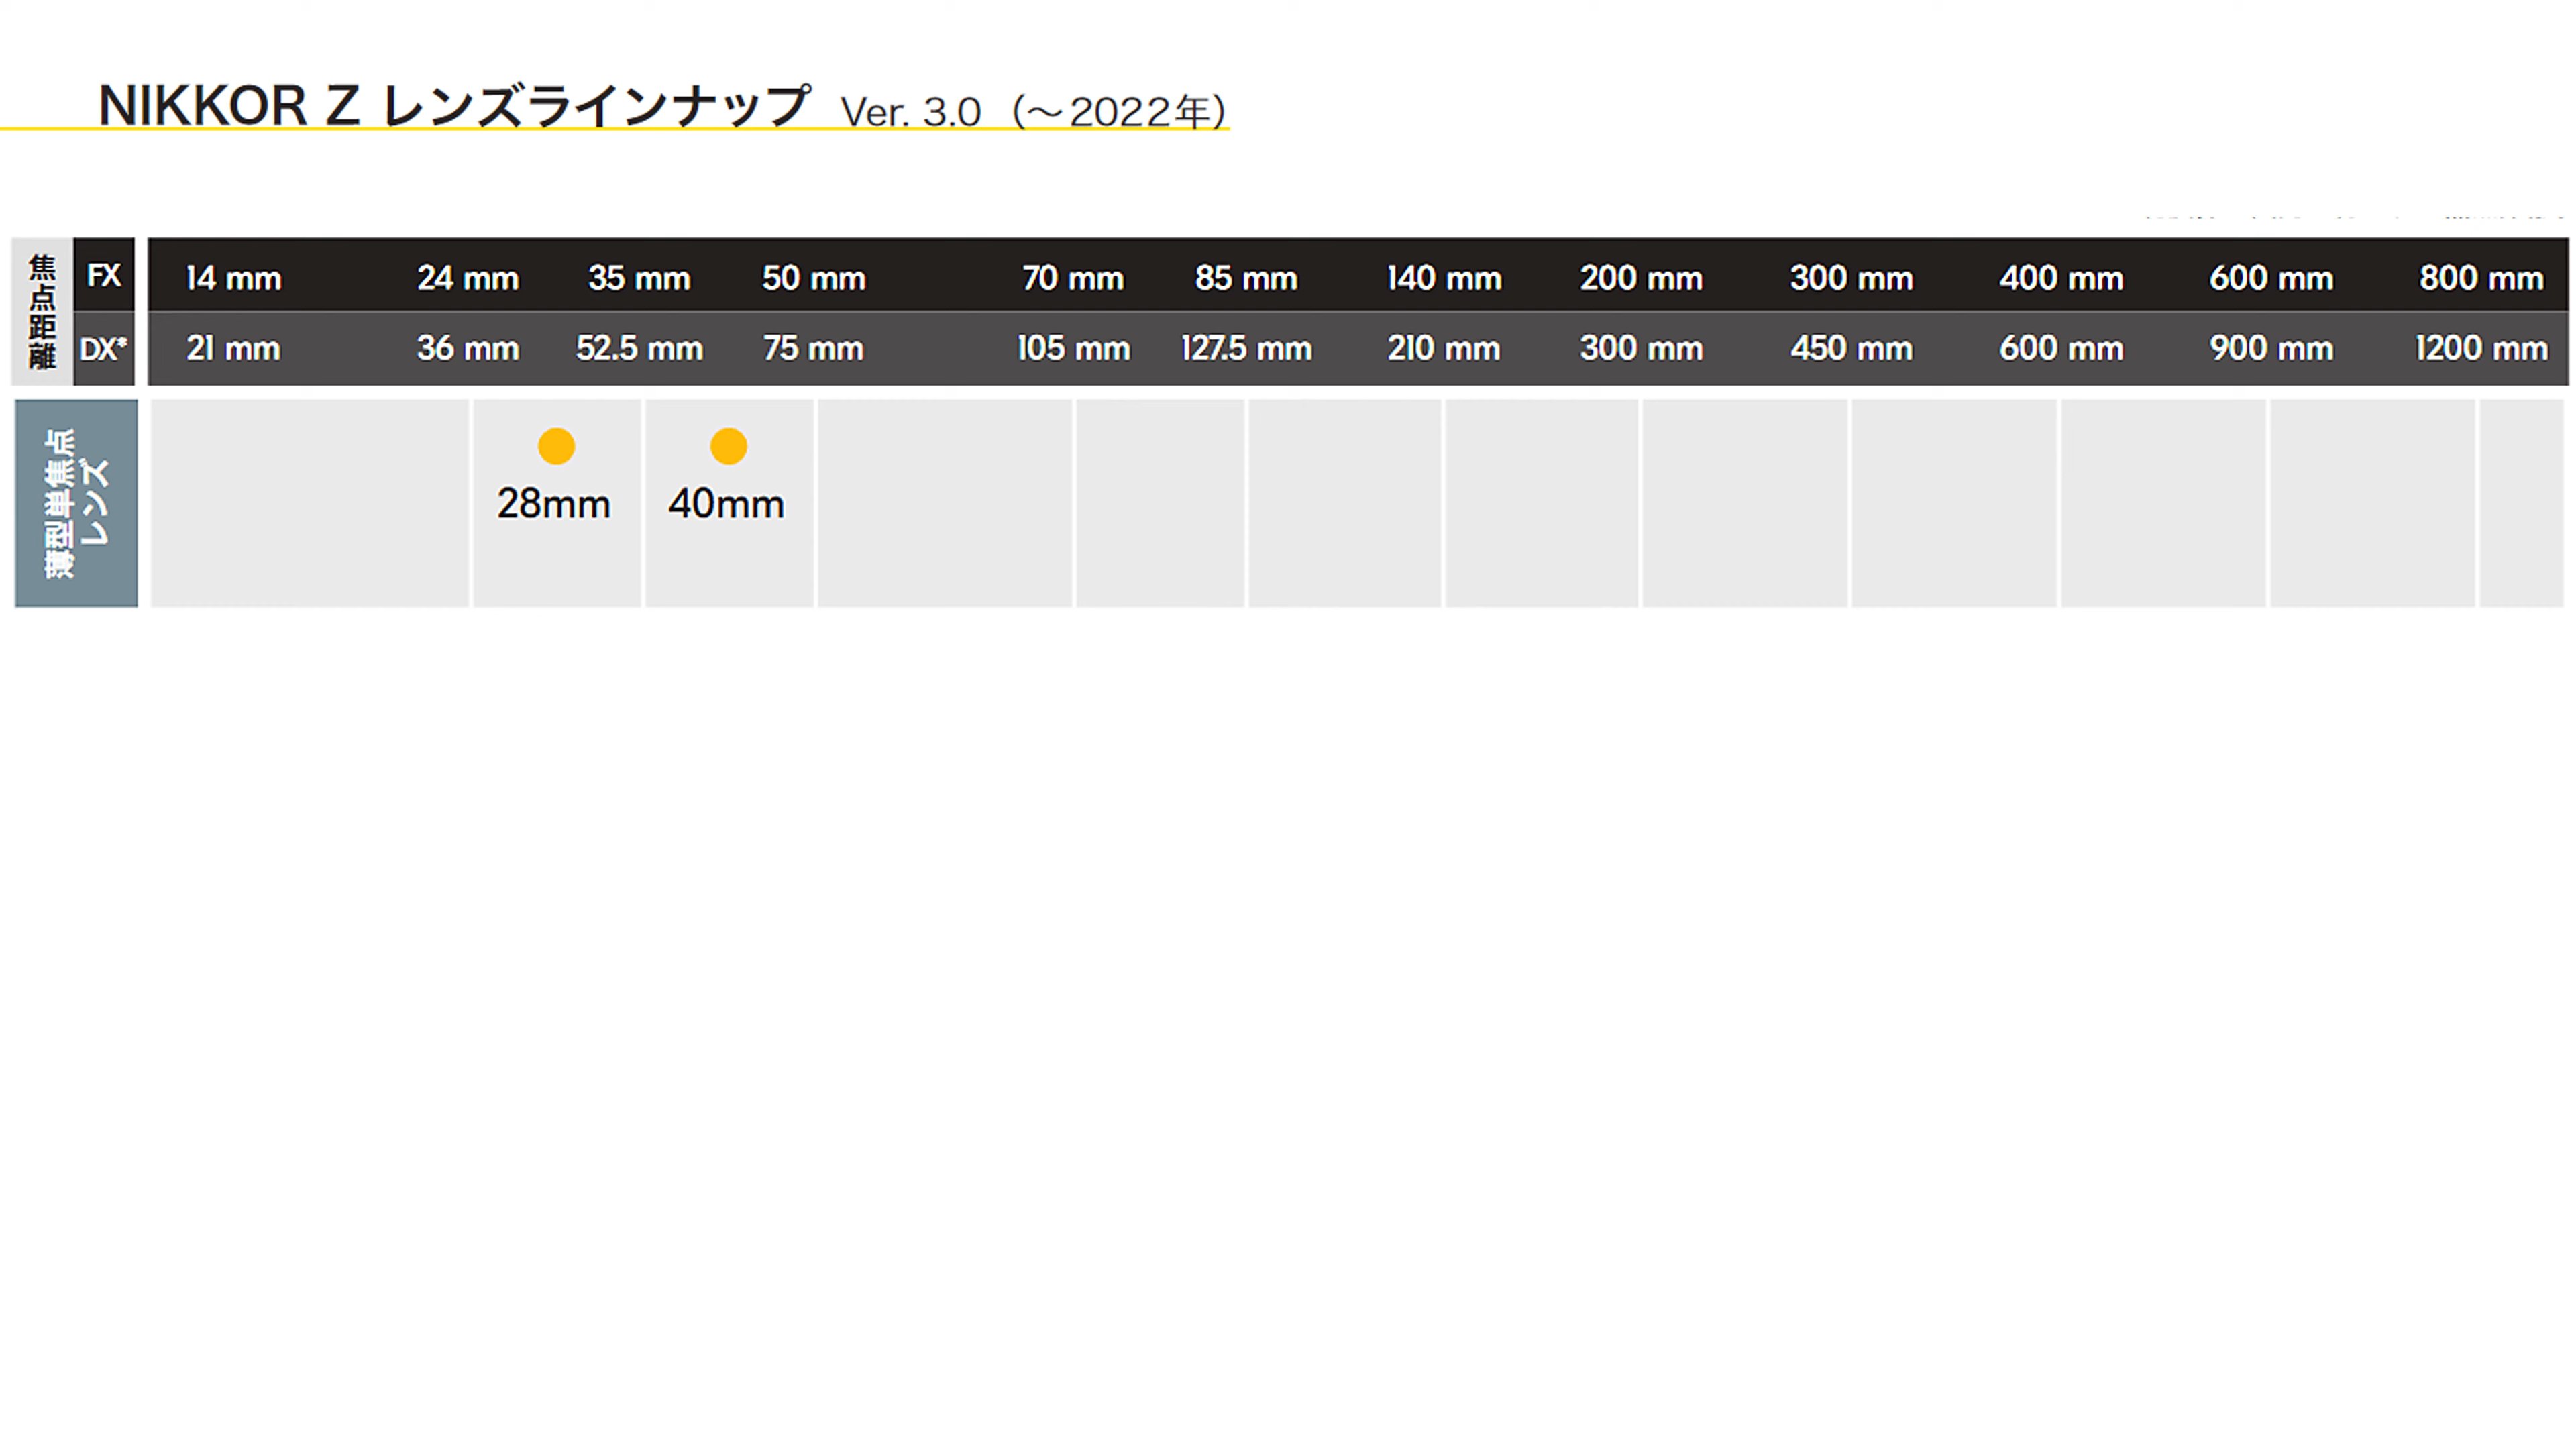 NIKKOR Z レンズラインナップ Ver. 3.0（～2022年）
焦点距離
FX 14 mm 24 mm 35 mm 50 mm 70 mm 85 mm 140 mm 200 mm 300 mm 400 mm 600 mm 800 mm
DX* 21 mm 36 mm 52.5 mm 75 mm 105 mm 127.5 mm 210 mm 300 mm 450 mm 600 mm 900 mm 1200 mm
薄型単焦点
レンズ
28mm 40mm